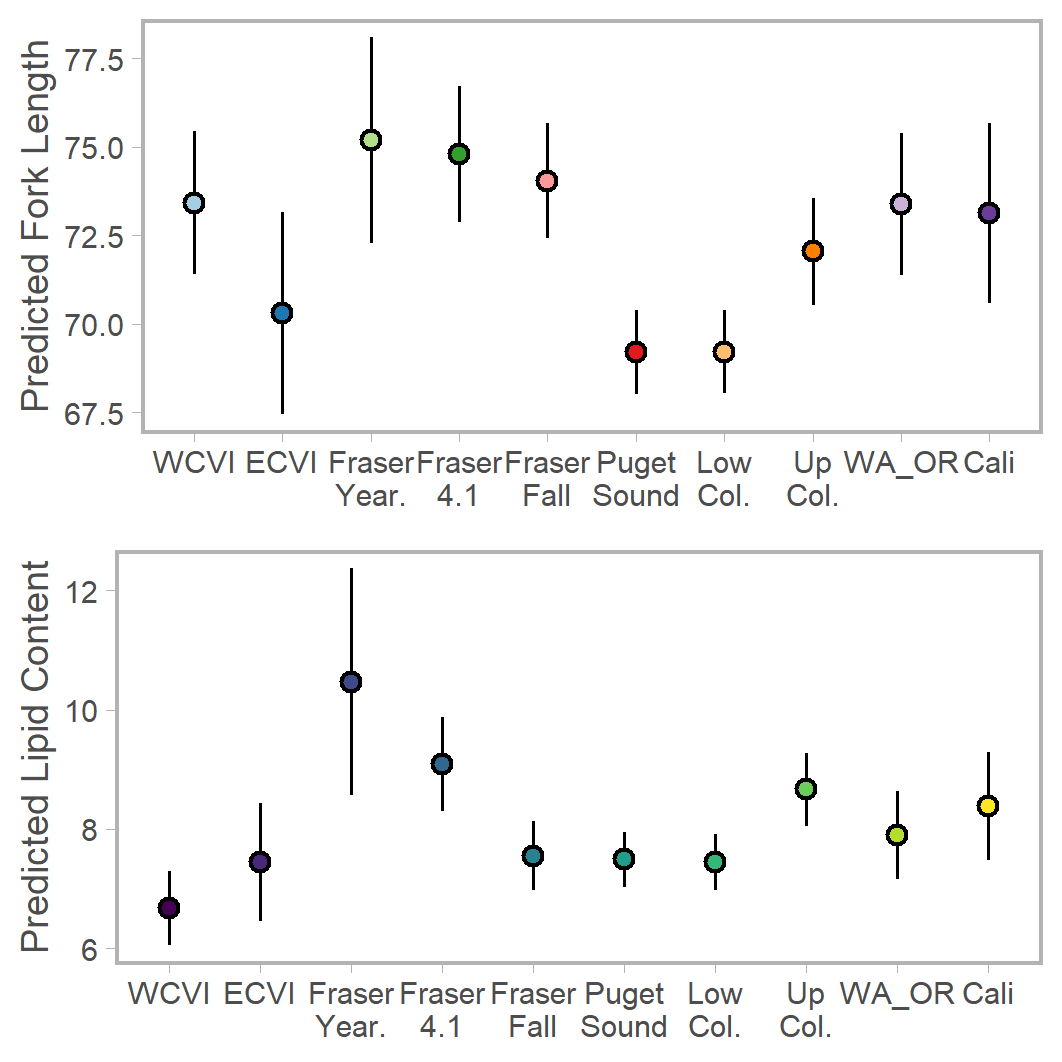 Predicted Fork Length
77.5
75.0
72.5
70.0
67.5
WCVI ECVI Fraser Fraser Fraser Puget Low Up WA_OR Cali
Year. 4.1 Fall Sound Col. Col.
Predicted Lipid Content
12
10
8
6
WCVI ECVI Fraser Fraser Fraser Puget Low Up WA_OR Cali
Year. 4.1 Fall Sound Col. Col.